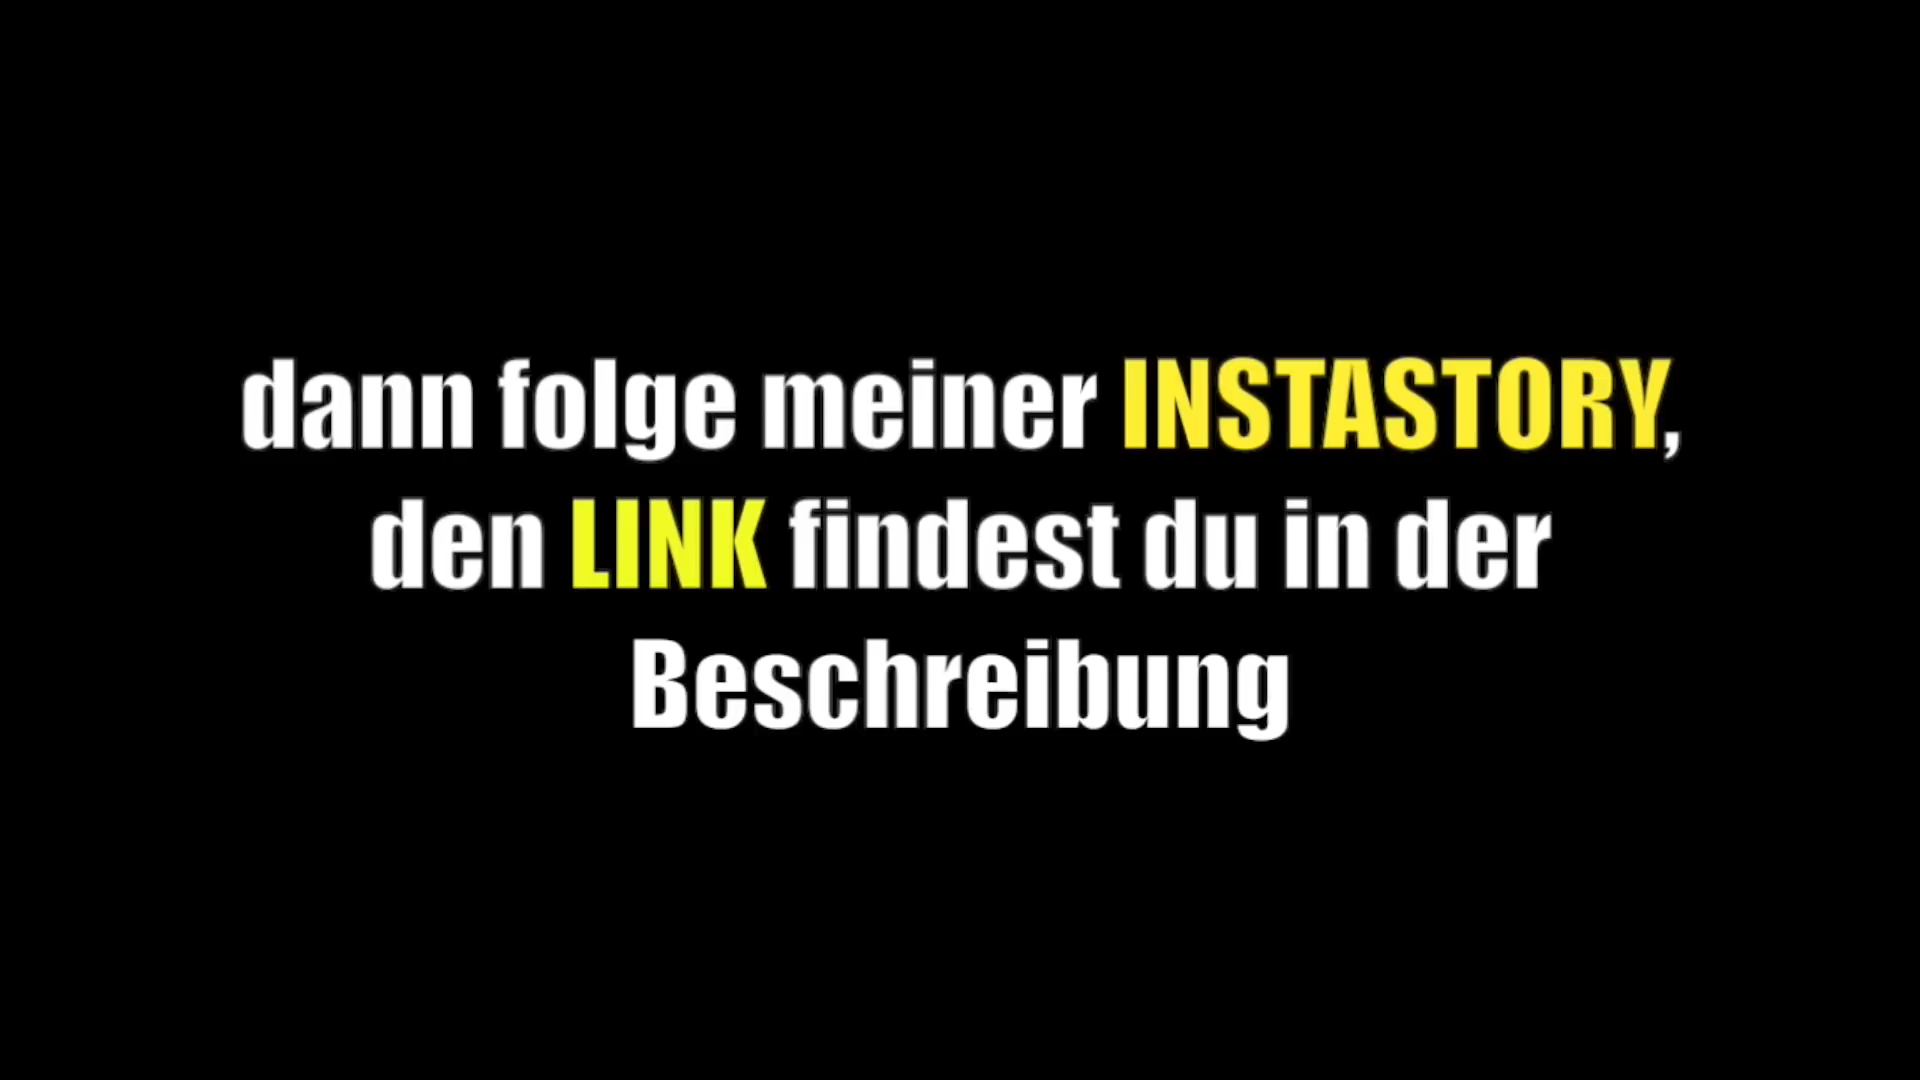 dann folge meiner INSTASTORY,
den LINK findest du in der
Beschreibung